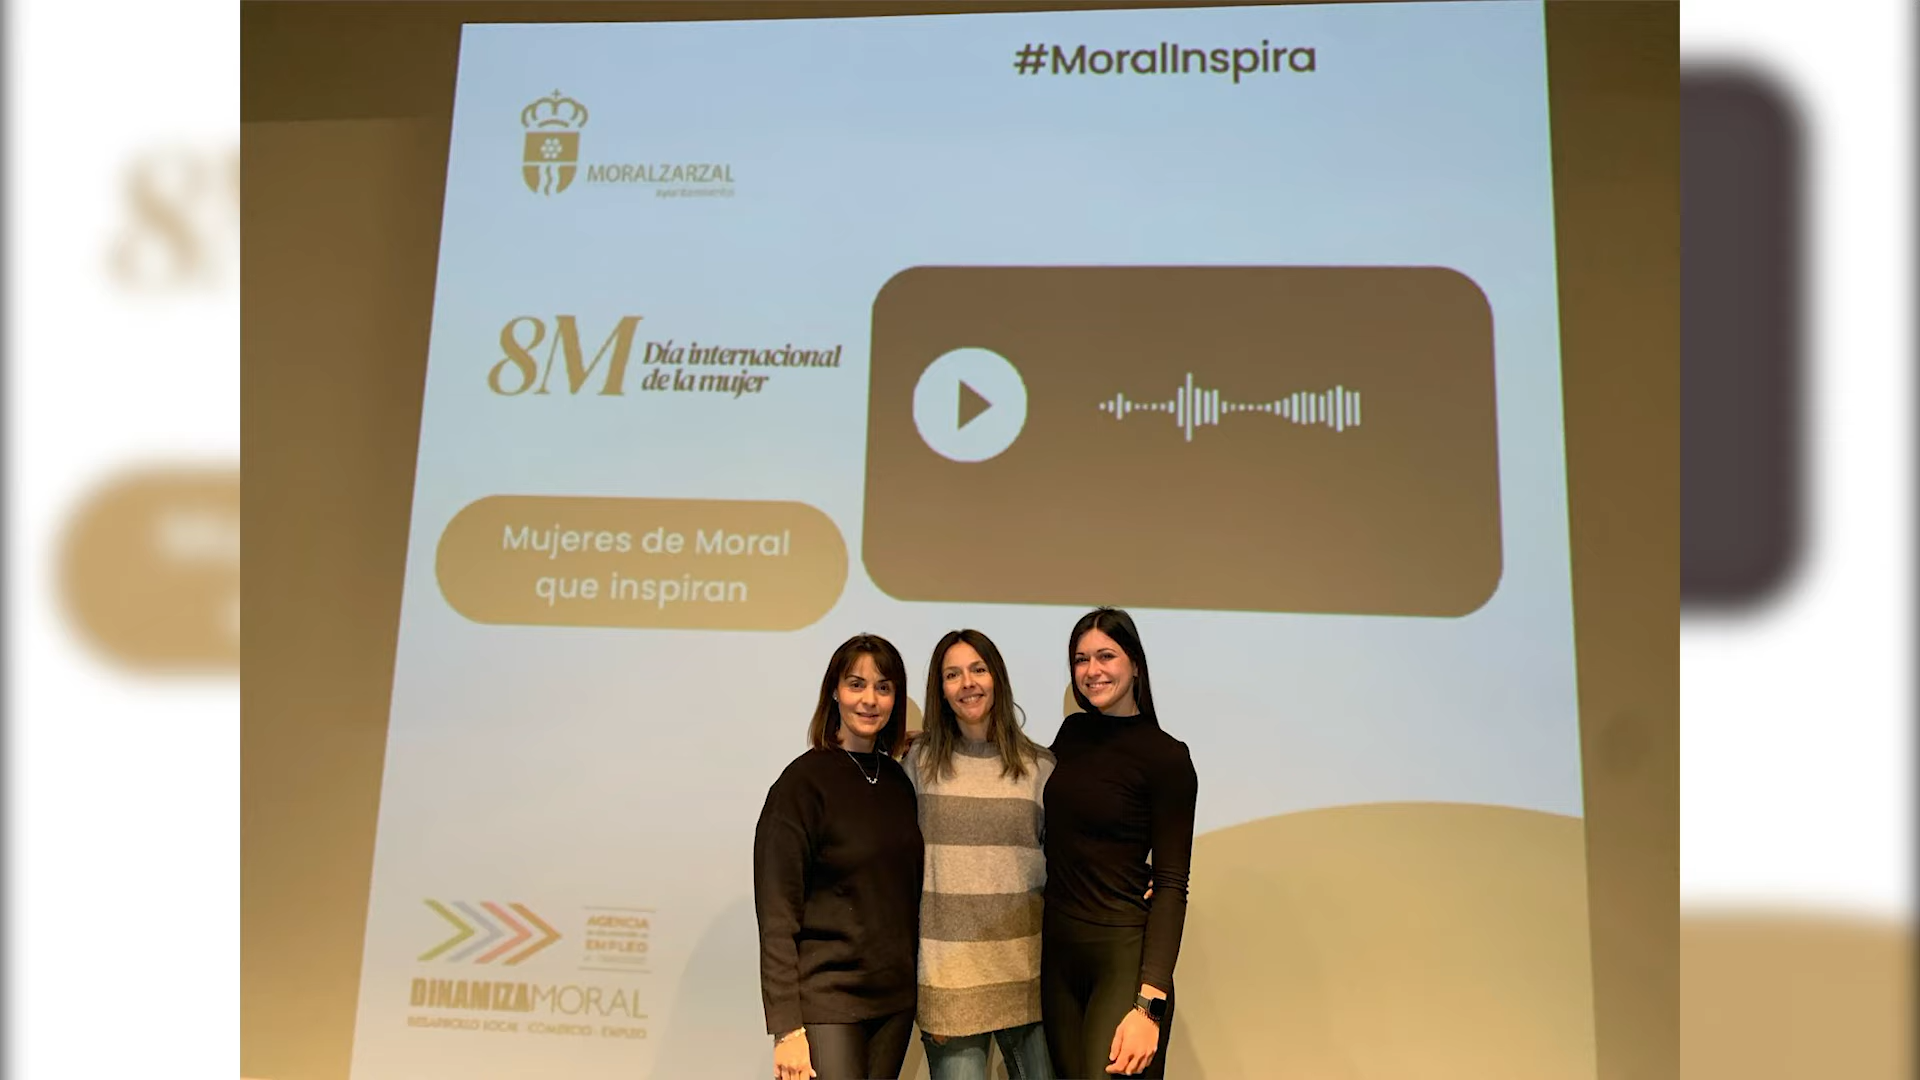 #MoralInspira
MORALZARZAL
Ayuntamiento
8M Día internacional
de la mujer
Mujeres de Moral
que inspiran
AGENCIA
EMPLEO
DINAMIZAMORAL
DESARROLLO LOCAL · COMERCIO · EMPLEO